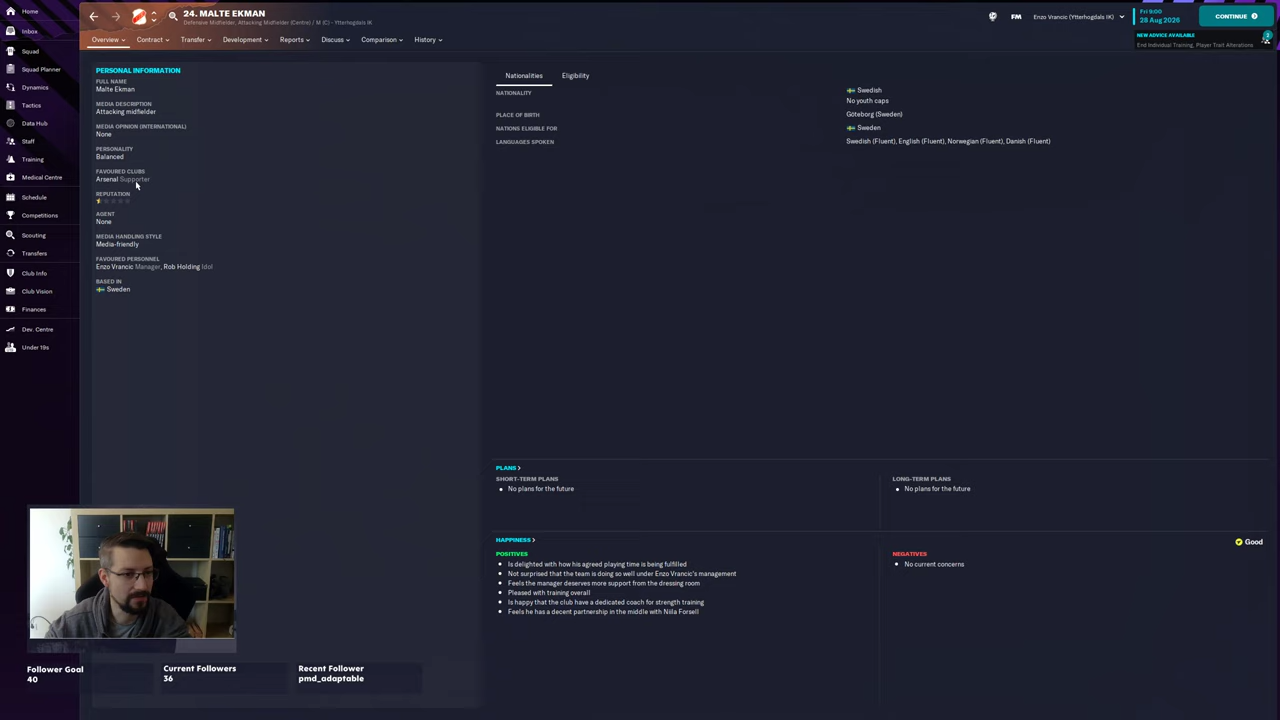 Home
Inbox
Squad
Squad Planner
Dynamics
Tactics
Data Hub
Staff
Training
Medical Centre
Schedule
Competitions
Scouting
Transfers
Club Info
Club Vision
Finances
Dev. Centre
Under 19s
24. MALTE EKMAN
Defensive Midfielder, Attacking Midfielder (Centre) / M (C) - Ytterhogdals IK
FM
Enzo Vrancic (Ytterhogdals IK)
Fri 9:00
28 Aug 2026
CONTINUE
Overview
Contract
Transfer
Development
Reports
Discuss
Comparison
History
NEW ADVICE AVAILABLE
End Individual Training, Player Trait Alterations
PERSONAL INFORMATION
FULL NAME
Malte Ekman
MEDIA DESCRIPTION
Attacking midfielder
MEDIA OPINION (INTERNATIONAL)
None
PERSONALITY
Balanced
FAVOURED CLUBS
Arsenal Supporter
REPUTATION
AGENT
None
MEDIA HANDLING STYLE
Media-friendly
FAVOURED PERSONNEL
Enzo Vrancic Manager, Rob Holding Idol
BASED IN
Sweden
Nationalities
Eligibility
NATIONALITY
Swedish
No youth caps
PLACE OF BIRTH
Göteborg (Sweden)
NATIONS ELIGIBLE FOR
Sweden
LANGUAGES SPOKEN
Swedish (Fluent), English (Fluent), Norwegian (Fluent), Danish (Fluent)
PLANS >
SHORT-TERM PLANS
No plans for the future
LONG-TERM PLANS
No plans for the future
HAPPINESS >
Good
POSITIVES
Is delighted with how his agreed playing time is being fulfilled
Not surprised that the team is doing so well under Enzo Vrancic's management
Feels the manager deserves more support from the dressing room
Pleased with training overall
Is happy that the club have a dedicated coach for strength training
Feels he has a decent partnership in the middle with Niila Forsell
NEGATIVES
No current concerns
Follower Goal
40
Current Followers
36
Recent Follower
pmd_adaptable